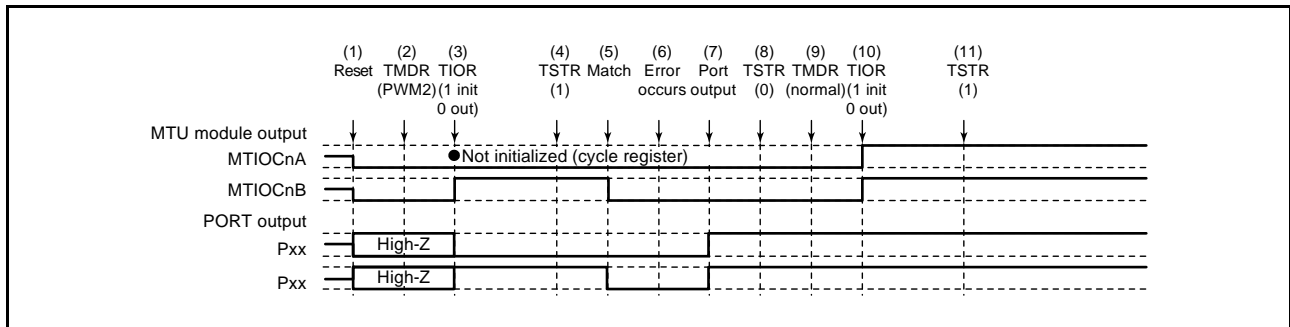 (1) (2) (3) (4) (5) (6) (7) (8) (9) (10) (11)
Reset TMDR TIOR TSTR Match Error Port TSTR TMDR TIOR TSTR
(PWM2) (1 init (1) occurs output (0) (normal) (1 init (1)
0 out) 0 out)
MTU module output
MTIOCnA ●Not initialized (cycle register)
MTIOCnB
PORT output
Pxx High-Z
Pxx High-Z